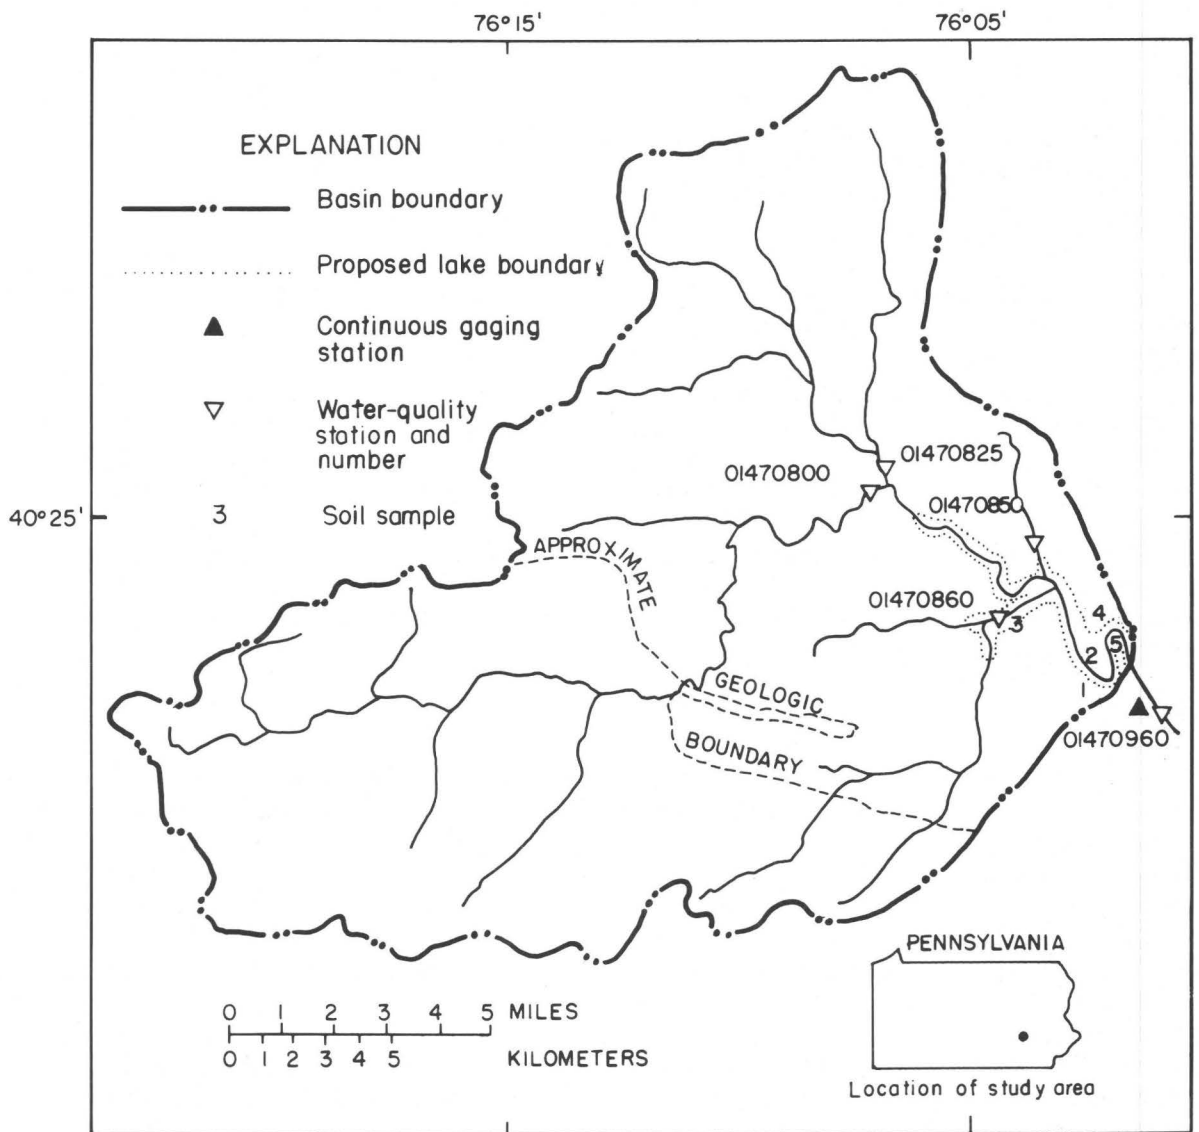 76°15'
76°05'
EXPLANATION
Basin boundary
Proposed lake boundary
Continuous gaging
station
Water-quality
station and
number
3
Soil sample
40°25'
01470825
01470800
01470850
APPROXIMATE
01470860
3
4
5
2
1
GEOLOGIC
BOUNDARY
01470960
PENNSYLVANIA
Location of study area
0 1 2 3 4 5 MILES
0 1 2 3 4 5 KILOMETERS